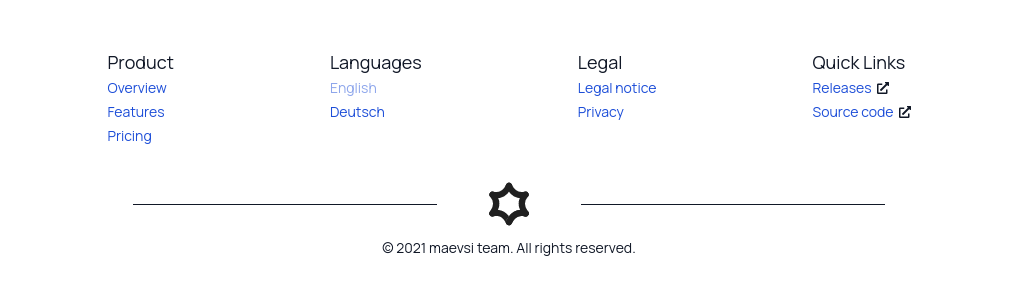 Product
Overview
Features
Pricing
Languages
English
Deutsch
Legal
Legal notice
Privacy
Quick Links
Releases
Source code
© 2021 maevsi team. All rights reserved.